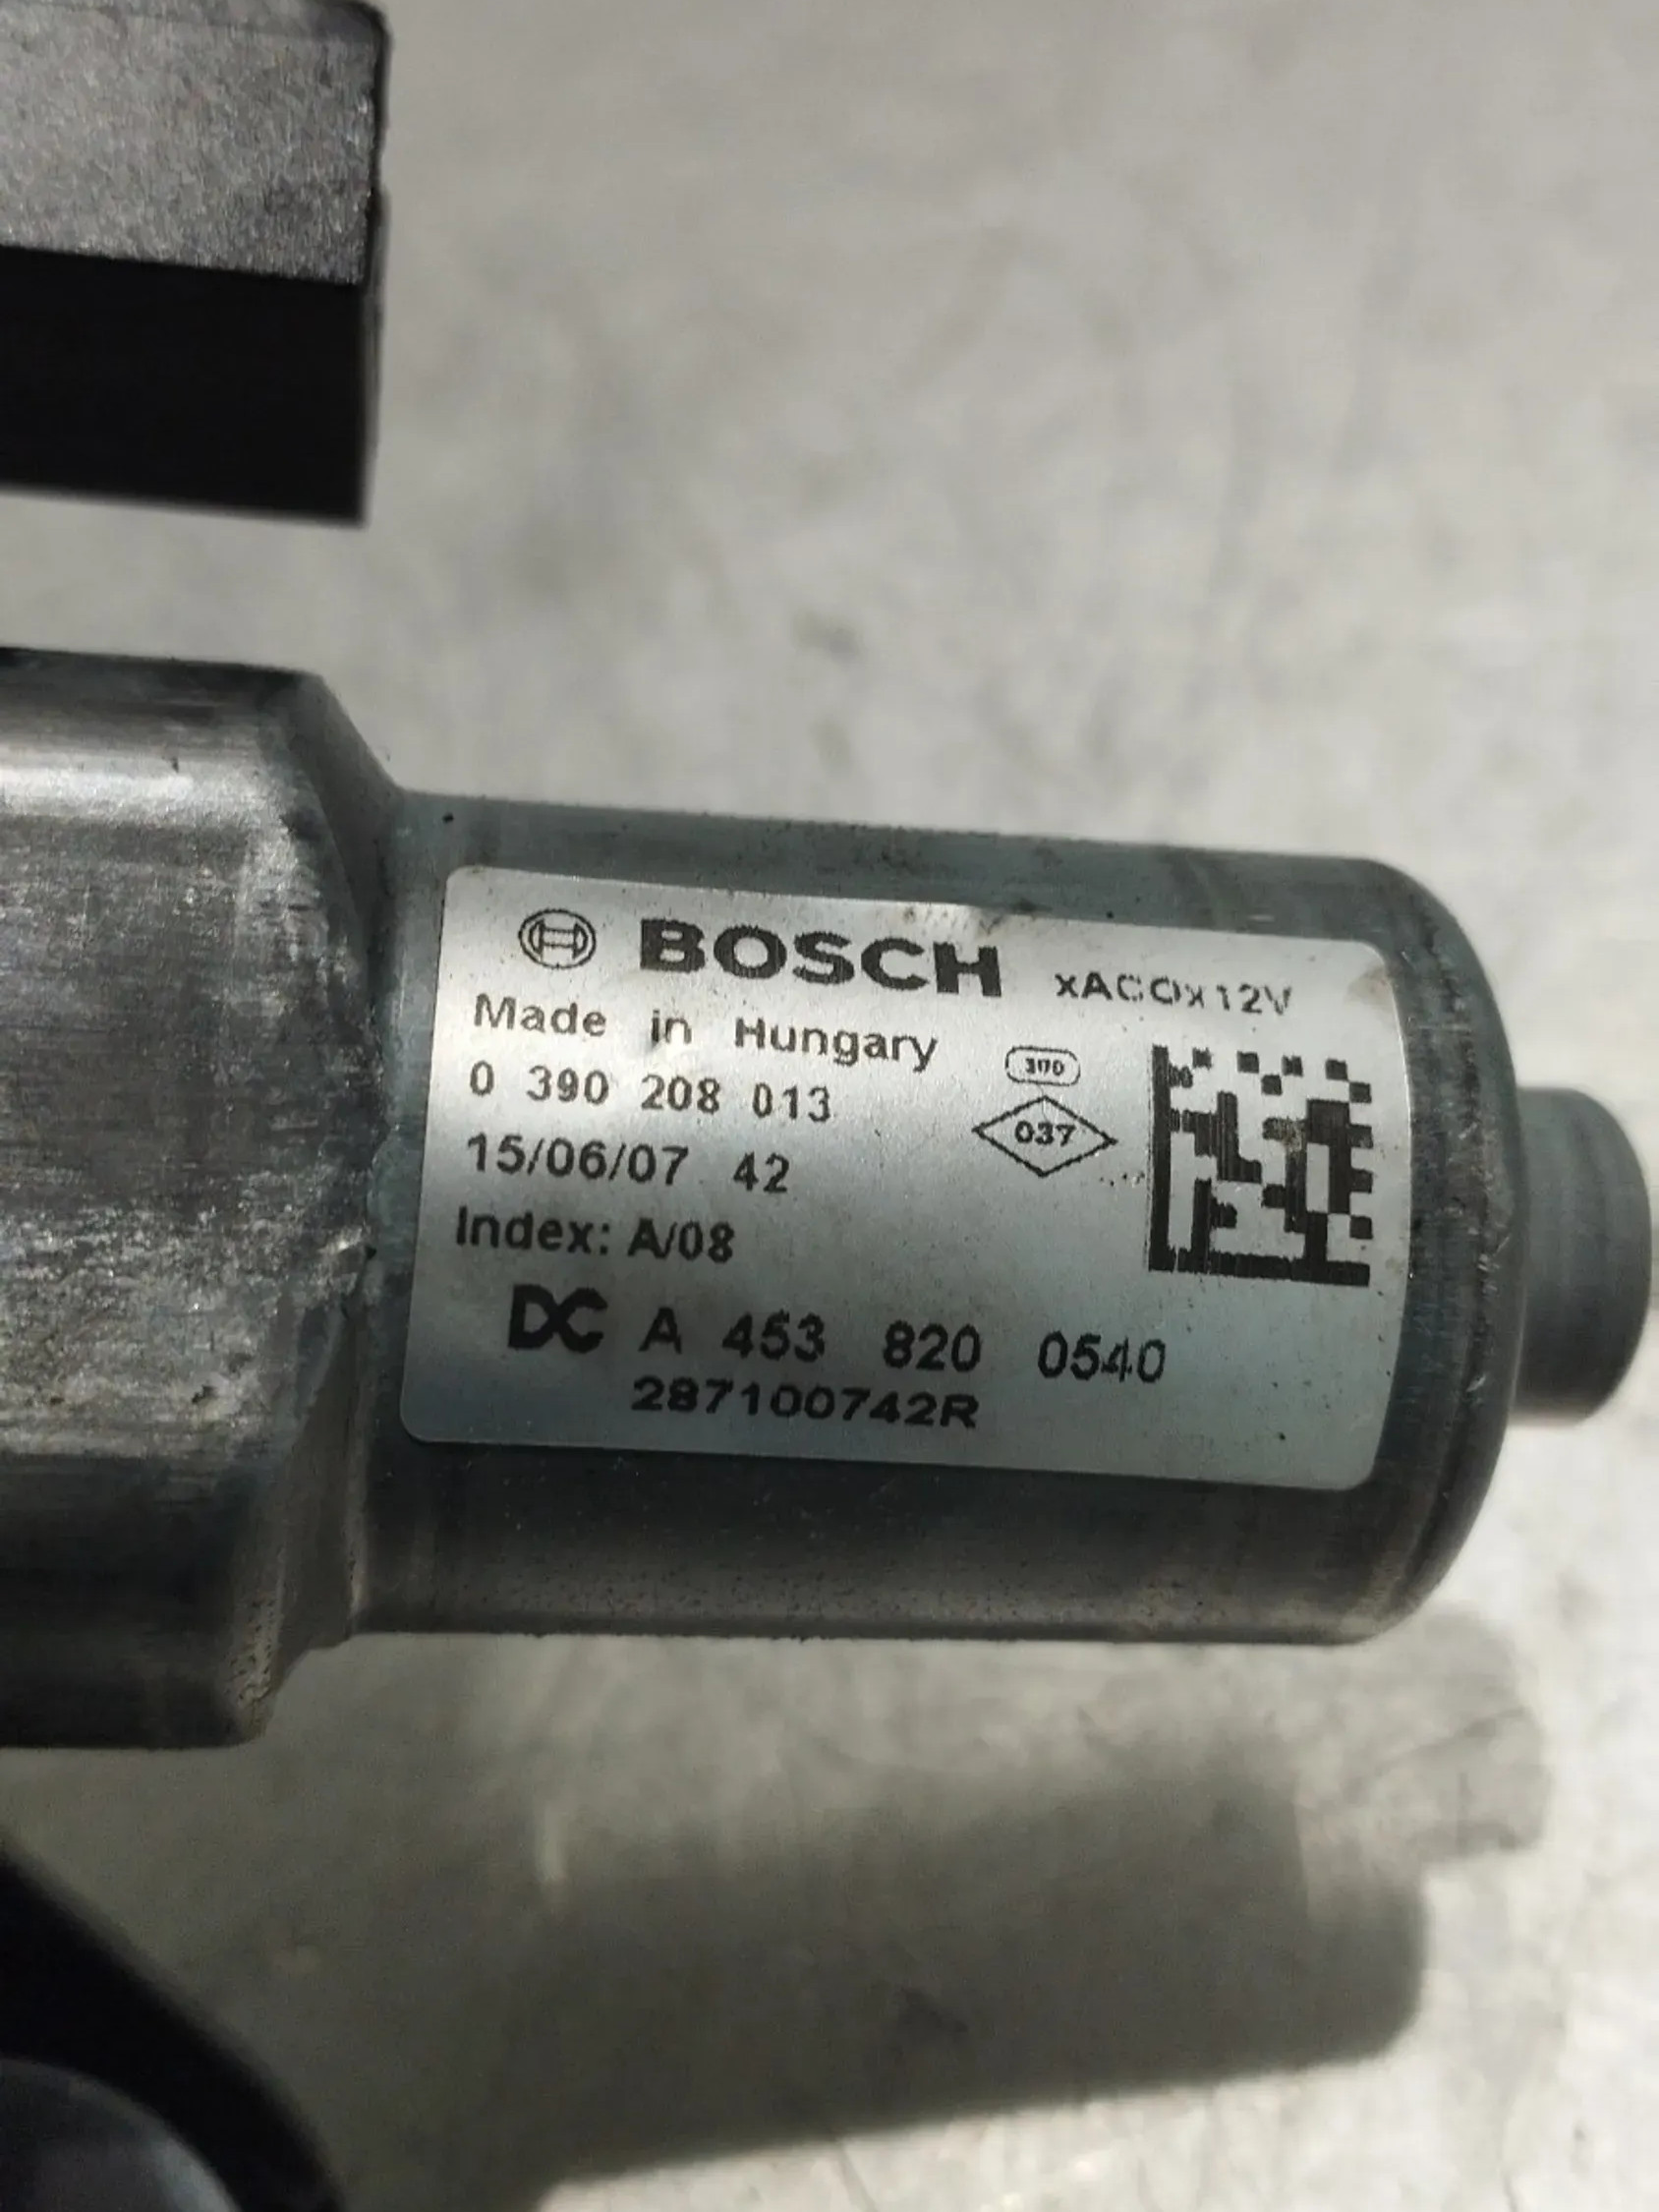 BOSCH xACOx12V
Made in Hungary
0 390 208 013
15/06/07 42
037
Index: A/08
DC A 453 820 0540
287100742R